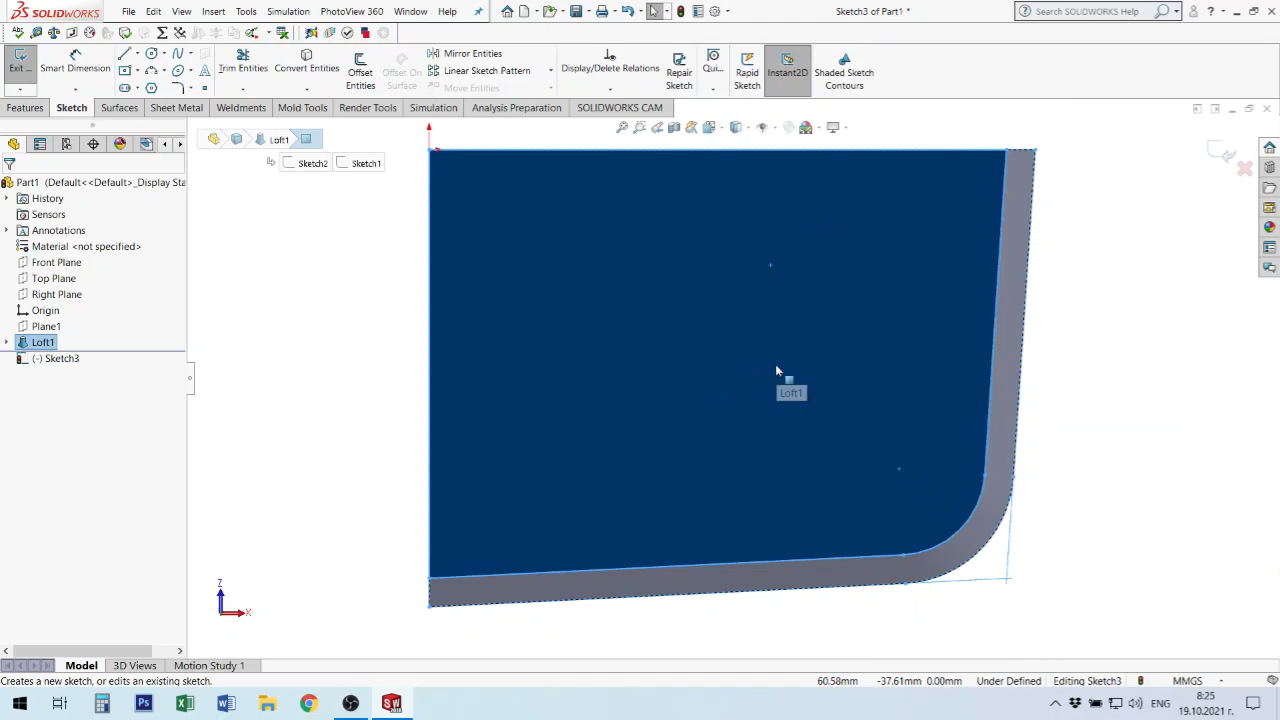 SOLIDWORKS File Edit View Insert Tools Simulation PhotoView 360 Window Help Sketch3 of Part1 * Search SOLIDWORKS Help
Exit ... Smart Dimension Trim Entities Convert Entities Offset Entities Offset On Surface Mirror Entities Linear Sketch Pattern Move Entities Display/Delete Relations Repair Sketch Qui... Rapid Sketch Instant2D Shaded Sketch Contours
Features Sketch Surfaces Sheet Metal Weldments Mold Tools Render Tools Simulation Analysis Preparation SOLIDWORKS CAM
Loft1
Sketch2 Sketch1
Part1 (Default<<Default>_Display Sta
History
Sensors
Annotations
Material <not specified>
Front Plane
Top Plane
Right Plane
Origin
Plane1
Loft1
(-) Sketch3
Loft1
Z
X
Model 3D Views Motion Study 1
Creates a new sketch, or edits an existing sketch. 60.58mm -37.61mm 0.00mm Under Defined Editing Sketch3 MMGS
ENG 8:25
19.10.2021 г.